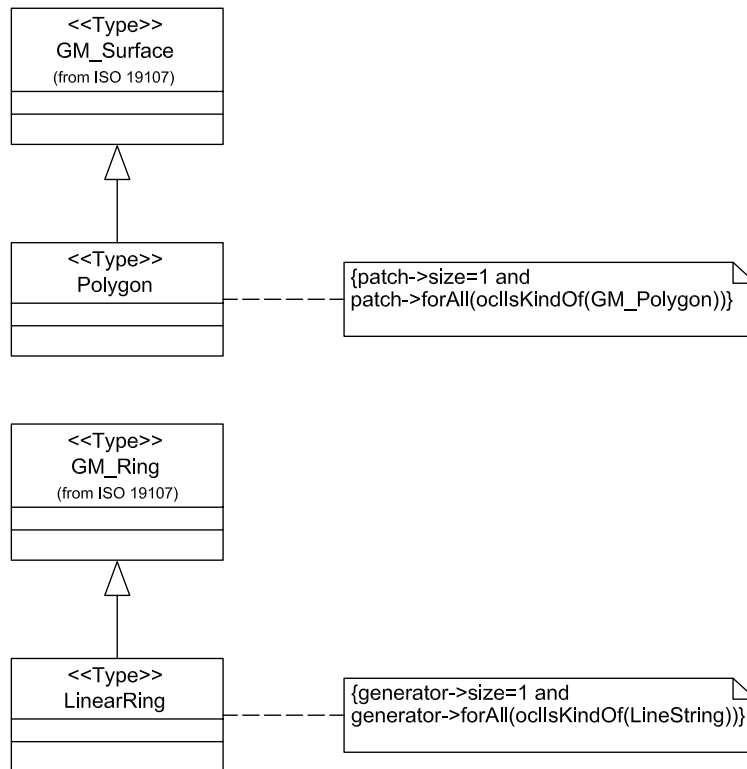 <<Type>>
GM_Surface
(from ISO 19107)
<<Type>>
Polygon
{patch->size=1 and
patch->forAll(oclIsKindOf(GM_Polygon))}
<<Type>>
GM_Ring
(from ISO 19107)
<<Type>>
LinearRing
{generator->size=1 and
generator->forAll(oclIsKindOf(LineString))}